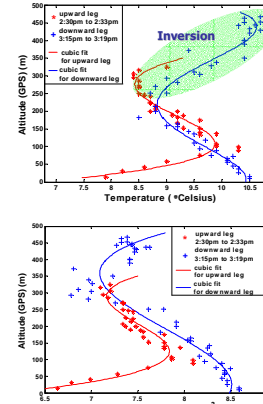 500
450
400
350
300
250
200
150
100
50
0
Altitude (GPS) (m)
upward leg
2:30pm to 2:33pm
downward leg
3:15pm to 3:19pm
cubic fit
for upward leg
cubic fit
for downward leg
Inversion
7 7.5 8 8.5 9 9.5 10 10.5
Temperature (°Celsius)
500
450
400
350
300
250
200
150
100
50
0
Altitude (GPS) (m)
upward leg
2:30pm to 2:33pm
downward leg
3:15pm to 3:19pm
cubic fit
for upward leg
cubic fit
for downward leg
6.5 7 7.5 8 8.5